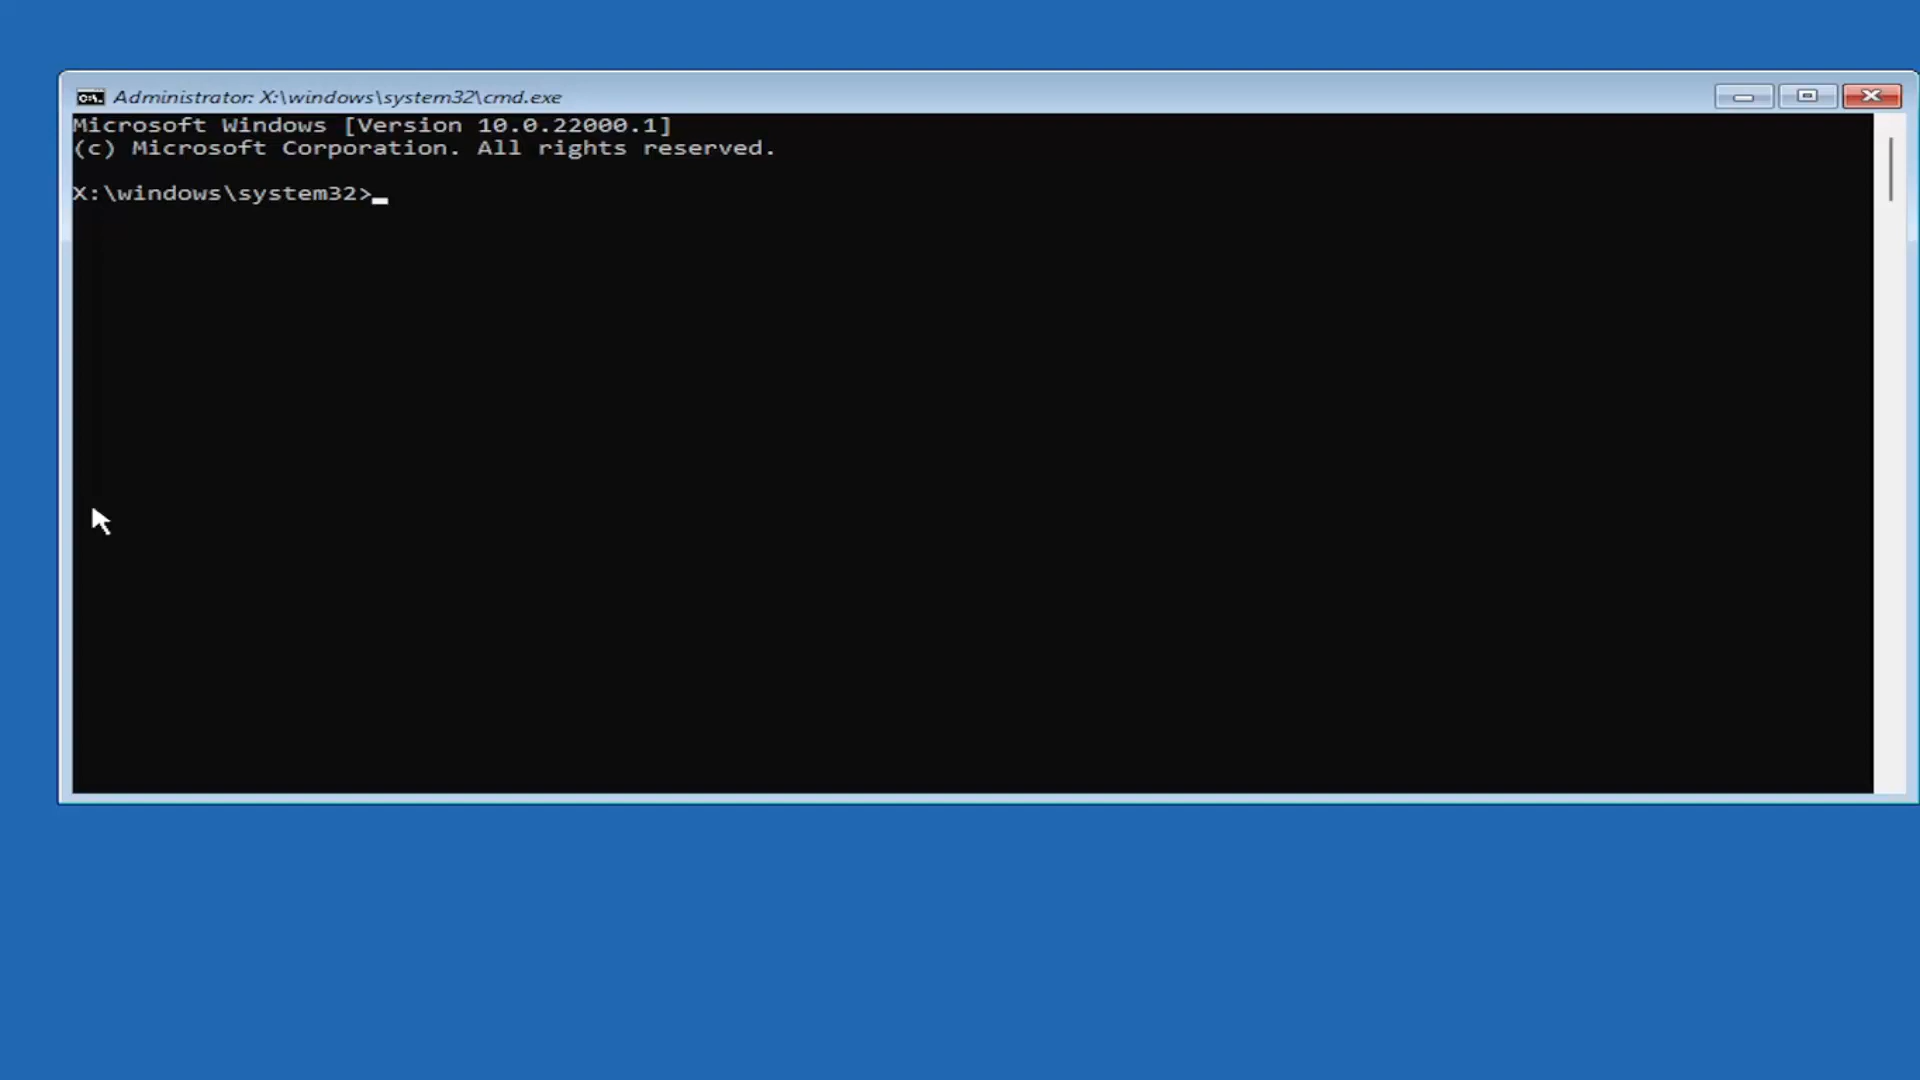 Administrator: X:\windows\system32\cmd.exe
Microsoft Windows [Version 10.0.22000.1]
(c) Microsoft Corporation. All rights reserved.
X:\windows\system32>